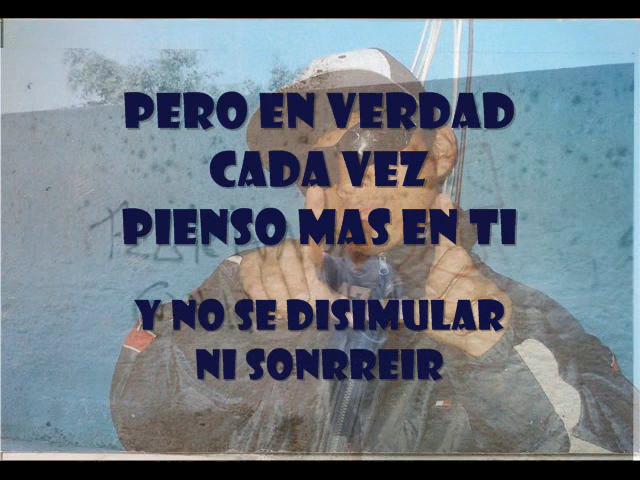 PERO EN VERDAD
CADA VEZ
PIENSO MAS EN TI
Y NO SE DISIMULAR
NI SONRREIR